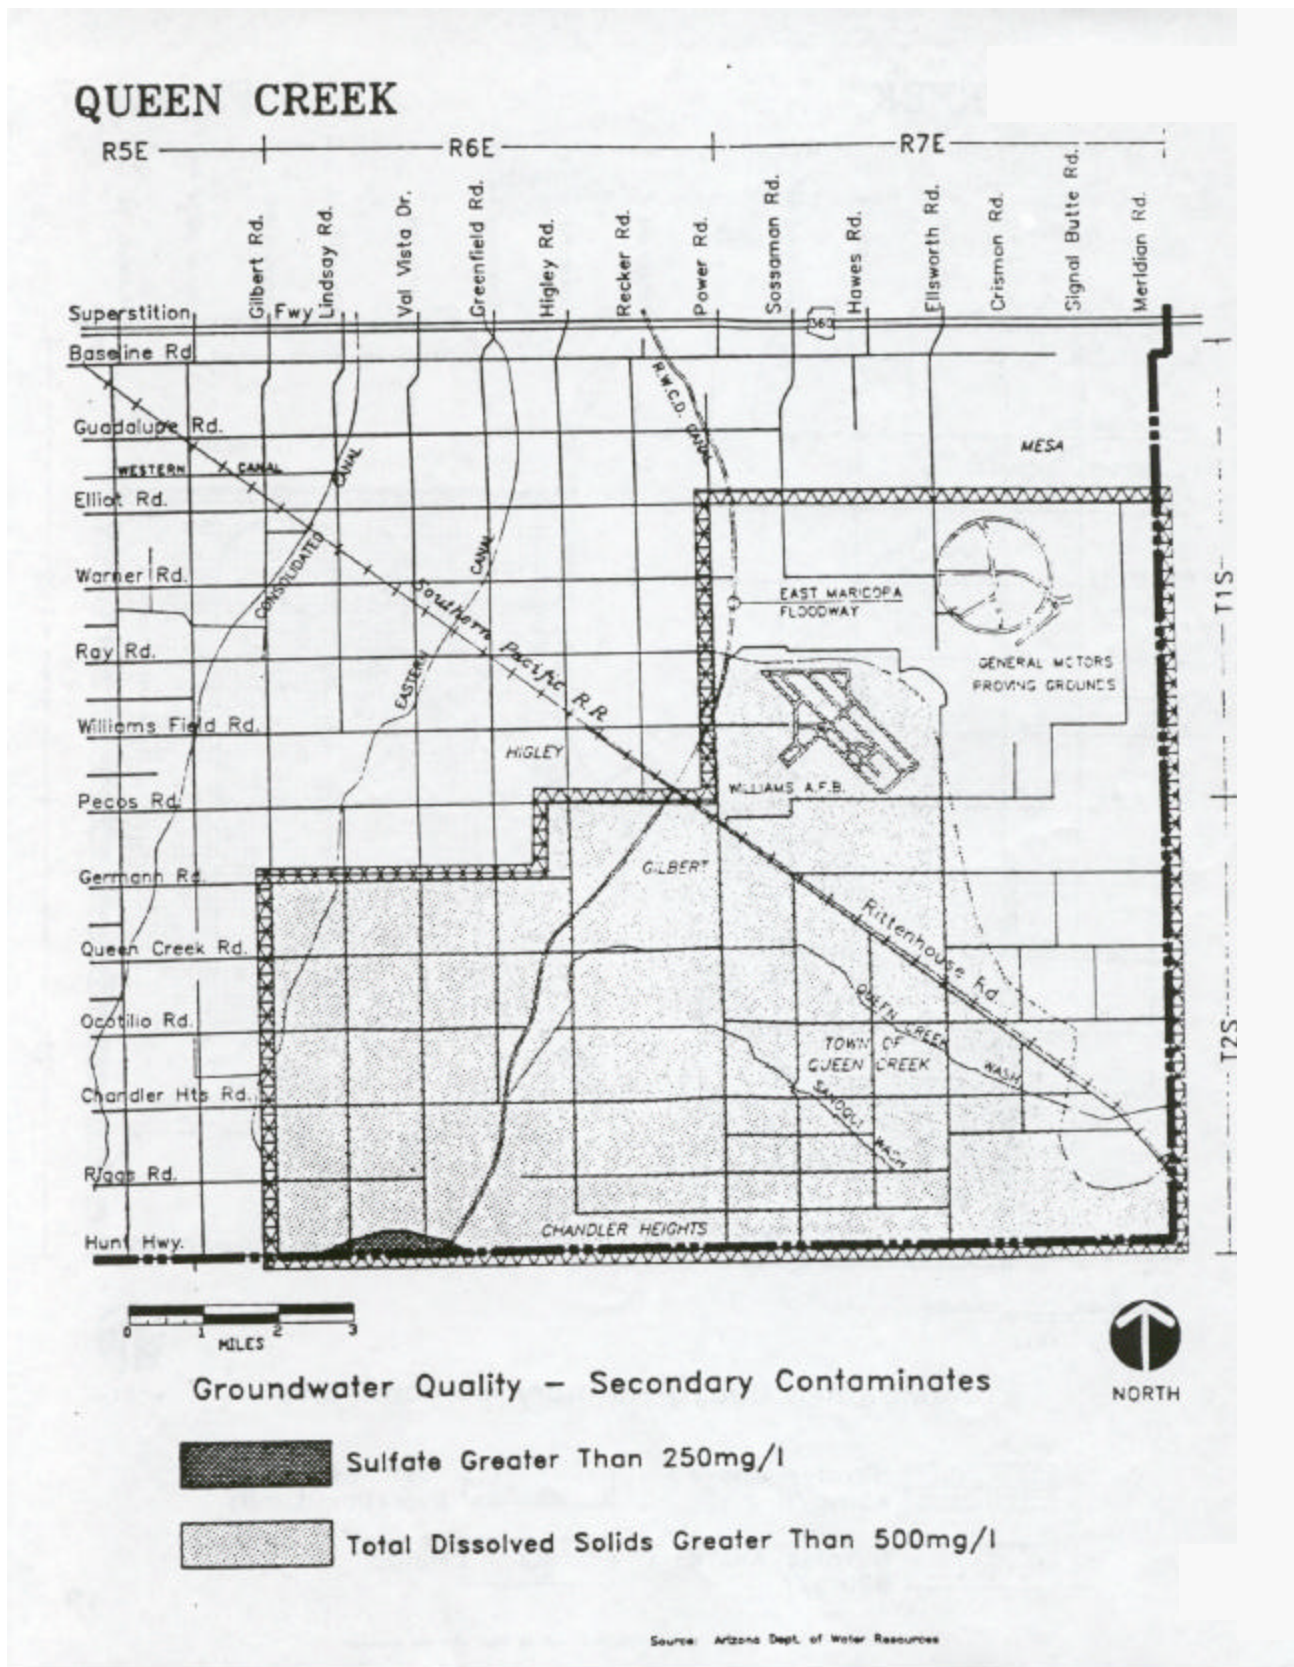 QUEEN CREEK
R5E R6E R7E
Gilbert Rd.
Lindsay Rd.
Val Vista Dr.
Greenfield Rd.
Higley Rd.
Recker Rd.
Power Rd.
Sossaman Rd.
Hawes Rd.
Ellsworth Rd.
Crismon Rd.
Signal Butte Rd.
Meridian Rd.
Superstition Fwy
360
Baseline Rd
R.W.C.D. CANAL
Guadalupe Rd.
MESA
WESTERN CANAL
CANAL
Elliot Rd.
CONSOLIDATED
CANAL
Warner Rd.
EAST MARICOPA
FLOODWAY
T1S
Southern Pacific R.R
Ray Rd.
EASTERN
GENERAL MOTORS
PROVING GROUNDS
Williams Field Rd.
HIGLEY
WILLIAMS A.F.B.
Pecos Rd
GILBERT
Germann Rd.
Rittenhouse Rd.
Queen Creek Rd.
QUEEN CREEK WASH
Ocotillo Rd.
TOWN OF
QUEEN CREEK
T2S
SANOQUI WASH
Chandler Hts Rd.
Riggs Rd.
CHANDLER HEIGHTS
Hunt Hwy.
0 1 2 3
MILES
NORTH
Groundwater Quality – Secondary Contaminates
Sulfate Greater Than 250mg/l
Total Dissolved Solids Greater Than 500mg/l
Source: Arizona Dept. of Water Resources